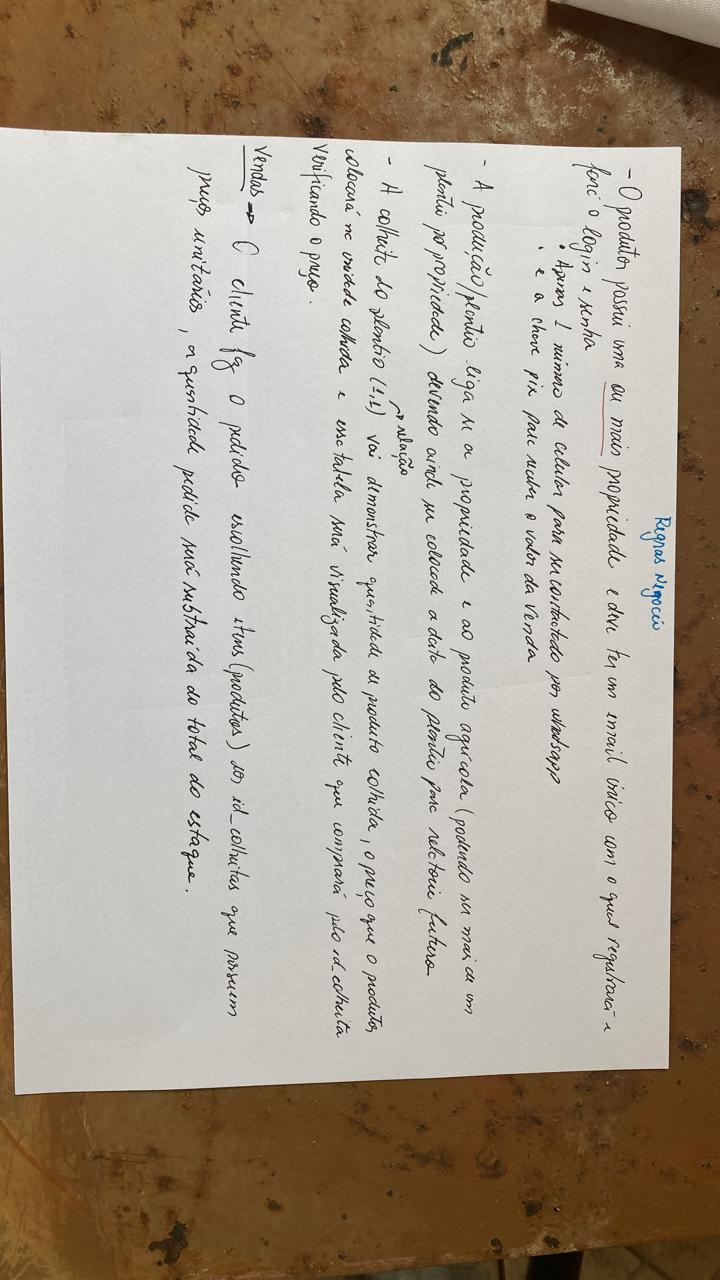 Regras Negocio
- O produtor possui uma ou mais propriedade e deve ter um email único com o qual registrará e
fará o login e senha
• Apenas 1 número de celular para ser contactado por whatsapp
• e a chave pix para receber o valor da venda
- A produção/plantio liga se a propriedade e ao produto agrícola (podendo ser mais de um
plantio por propriedade) devendo ainda ser colocado a data do plantio para relatorio futuro
→ relação
- A colheita do plantio (1,1) vai demonstrar quantidade de produto colhida, o preço que o produtor
colocará na unidade colhida e essa tabela será visualizada pelo cliente que comprará pelo id_colheita
verificando o preço.
Vendas → O cliente faz o pedido escolhendo itens (produtos) do id_colheitas que possuem
preços unitários, a quantidade pedida será subtraída do total do estoque.